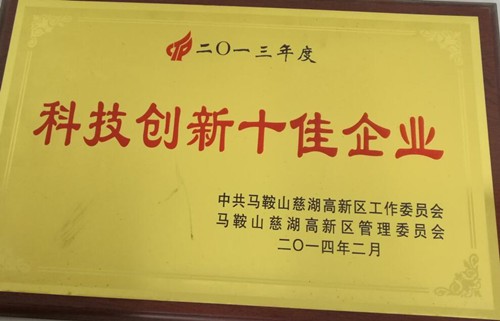 二〇一三年度
科技创新十佳企业
中共马鞍山慈湖高新区工作委员会
马鞍山慈湖高新区管理委员会
二〇一四年二月